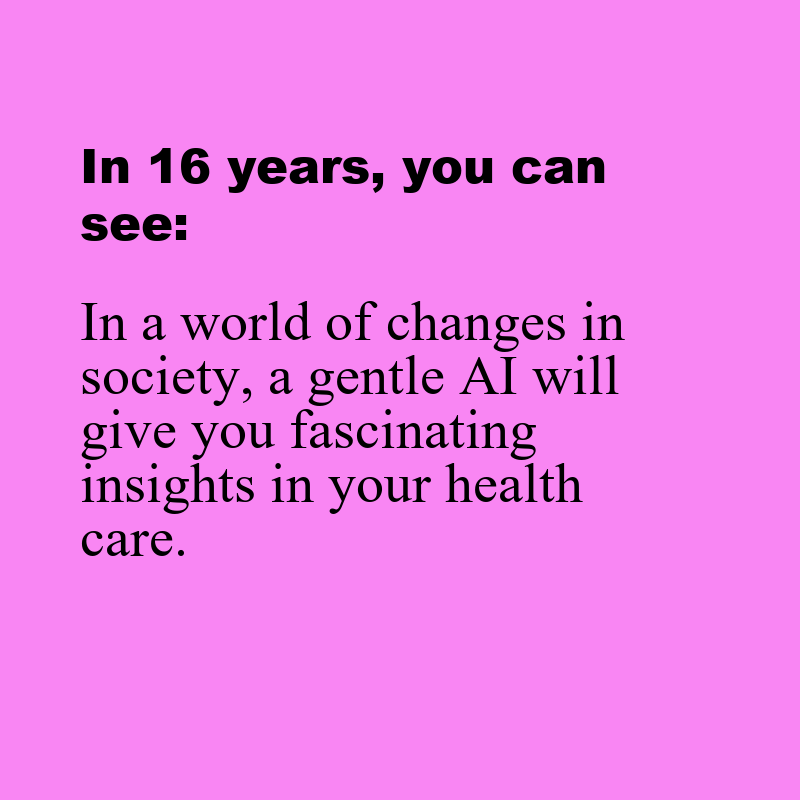 In 16 years, you can
see:
In a world of changes in
society, a gentle AI will
give you fascinating
insights in your health
care.